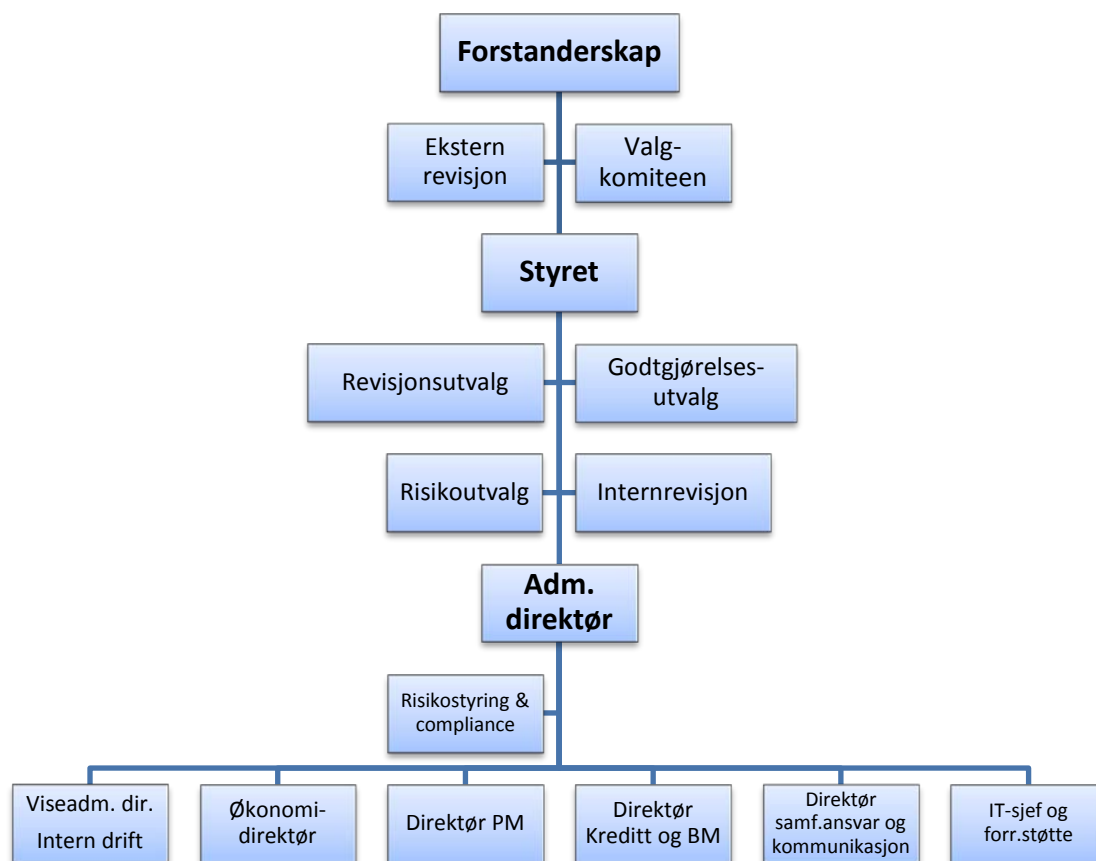 Forstanderskap
Ekstern
revisjon
Valg-
komiteen
Styret
Revisjonsutvalg
Godtgjørelses-
utvalg
Risikoutvalg
Internrevisjon
Adm.
direktør
Risikostyring &
compliance
Viseadm. dir.
Intern drift
Økonomi-
direktør
Direktør PM
Direktør
Kreditt og BM
Direktør
samf.ansvar og
kommunikasjon
IT-sjef og
forr.støtte